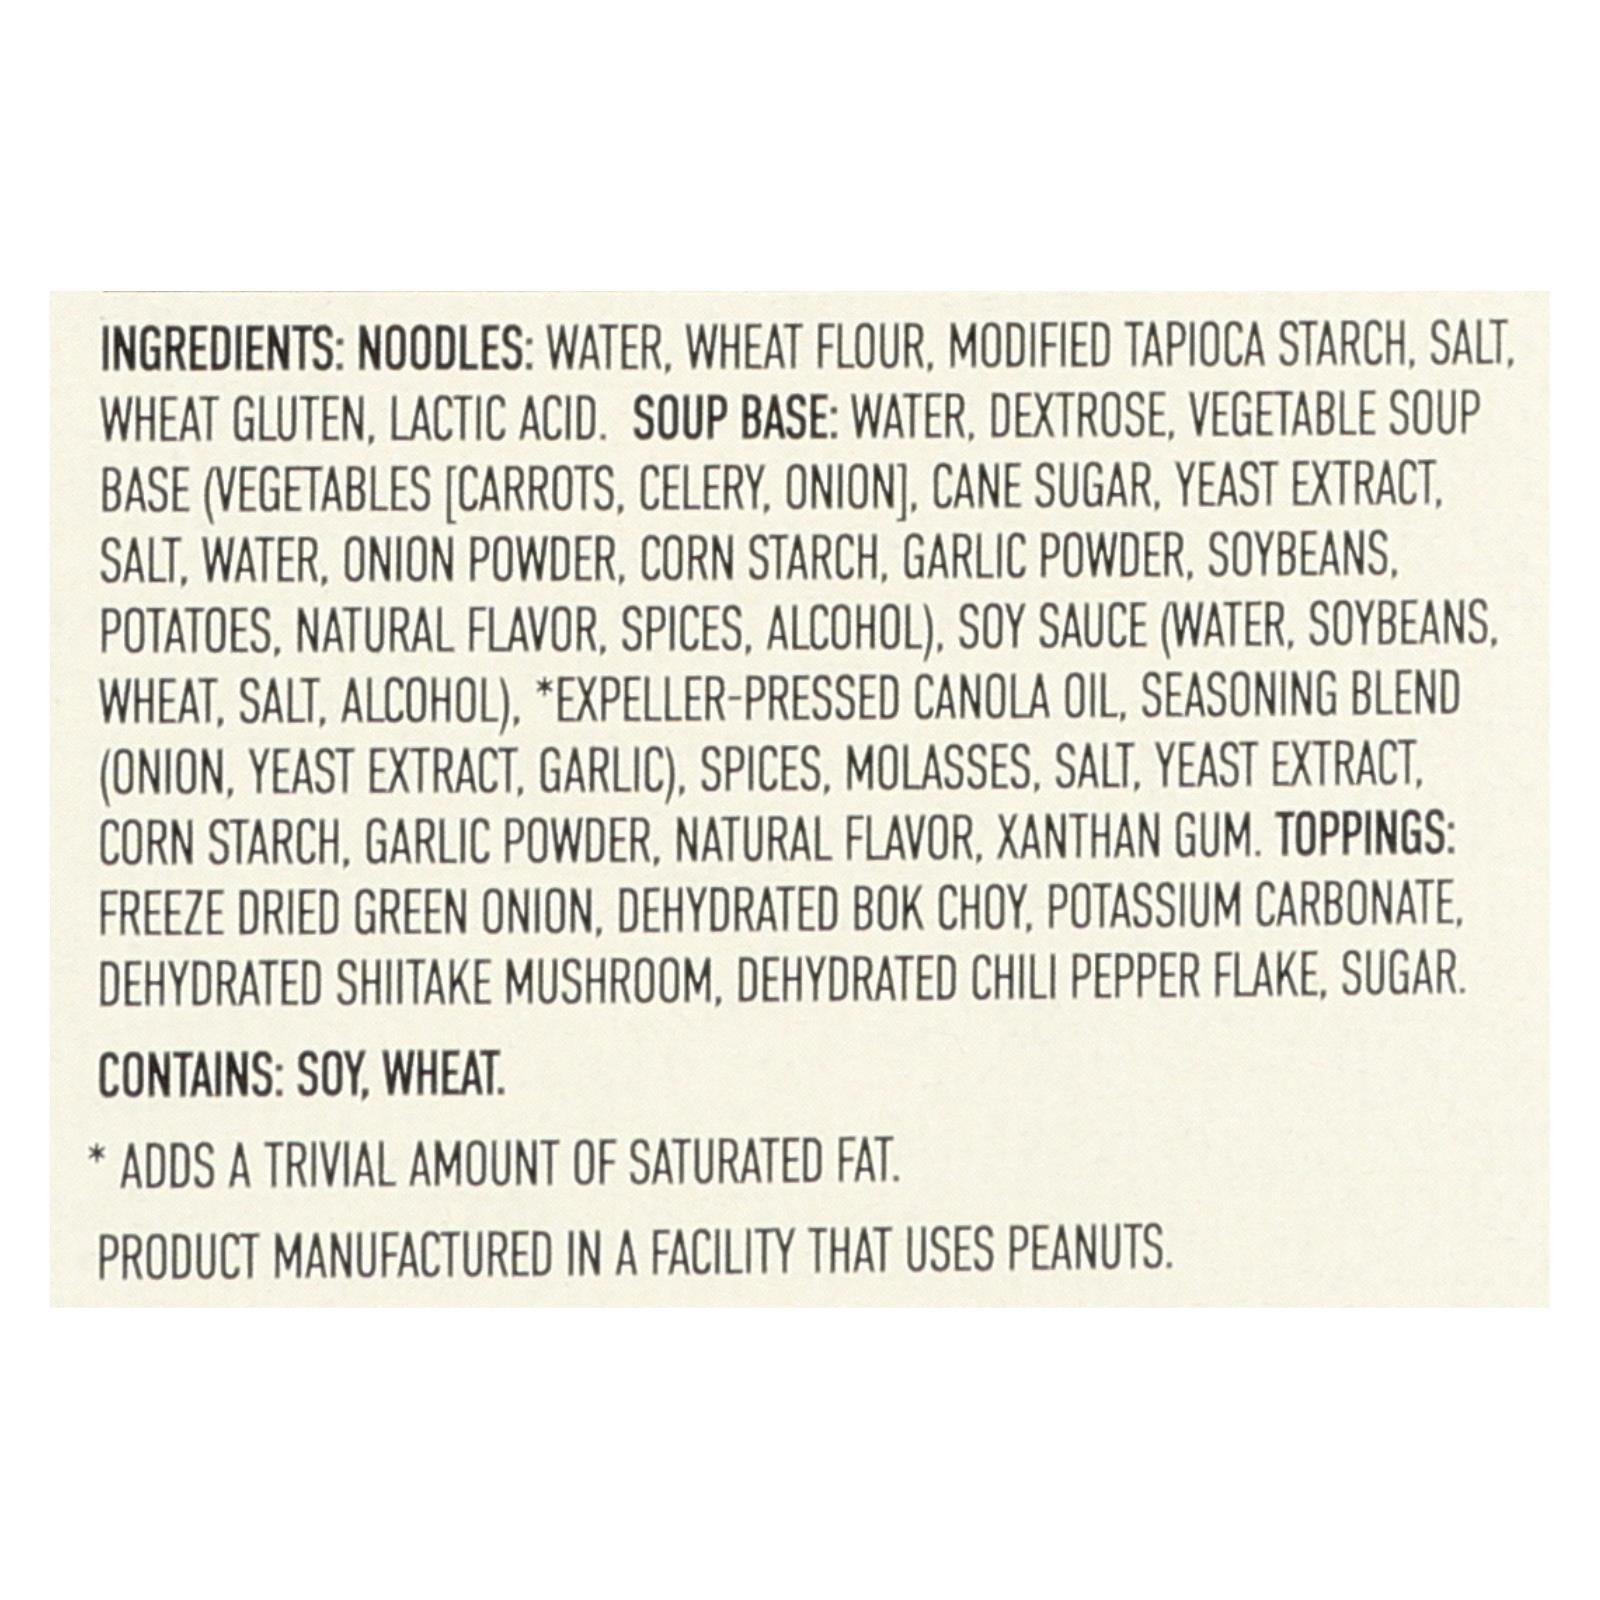 INGREDIENTS: NOODLES: WATER, WHEAT FLOUR, MODIFIED TAPIOCA STARCH, SALT,
WHEAT GLUTEN, LACTIC ACID. SOUP BASE: WATER, DEXTROSE, VEGETABLE SOUP
BASE (VEGETABLES [CARROTS, CELERY, ONION], CANE SUGAR, YEAST EXTRACT,
SALT, WATER, ONION POWDER, CORN STARCH, GARLIC POWDER, SOYBEANS,
POTATOES, NATURAL FLAVOR, SPICES, ALCOHOL), SOY SAUCE (WATER, SOYBEANS,
WHEAT, SALT, ALCOHOL), *EXPELLER-PRESSED CANOLA OIL, SEASONING BLEND
(ONION, YEAST EXTRACT, GARLIC), SPICES, MOLASSES, SALT, YEAST EXTRACT,
CORN STARCH, GARLIC POWDER, NATURAL FLAVOR, XANTHAN GUM. TOPPINGS:
FREEZE DRIED GREEN ONION, DEHYDRATED BOK CHOY, POTASSIUM CARBONATE,
DEHYDRATED SHIITAKE MUSHROOM, DEHYDRATED CHILI PEPPER FLAKE, SUGAR.
CONTAINS: SOY, WHEAT.
* ADDS A TRIVIAL AMOUNT OF SATURATED FAT.
PRODUCT MANUFACTURED IN A FACILITY THAT USES PEANUTS.